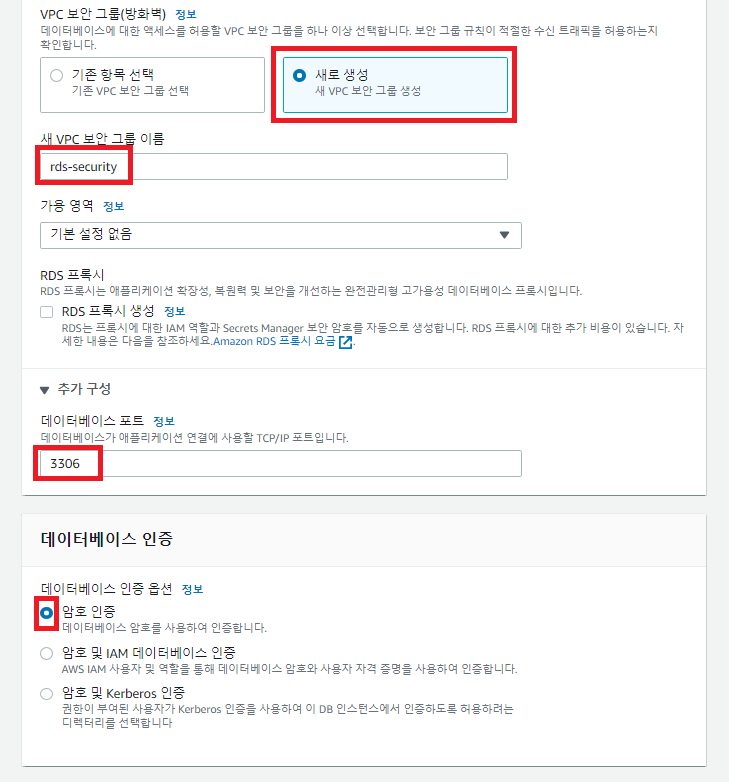 VPC 보안 그룹(방화벽) 정보
데이터베이스에 대한 액세스를 허용할 VPC 보안 그룹을 하나 이상 선택합니다. 보안 그룹 규칙이 적절한 수신 트래픽을 허용하는지
확인합니다.
기존 항목 선택
기존 VPC 보안 그룹 선택
새로 생성
새 VPC 보안 그룹 생성
새 VPC 보안 그룹 이름
rds-security
가용 영역 정보
기본 설정 없음
RDS 프록시
RDS 프록시는 애플리케이션 확장성, 복원력 및 보안을 개선하는 완전관리형 고가용성 데이터베이스 프록시입니다.
RDS 프록시 생성 정보
RDS는 프록시에 대한 IAM 역할과 Secrets Manager 보안 암호를 자동으로 생성합니다. RDS 프록시에 대한 추가 비용이 있습니다. 자
세한 내용은 다음을 참조하세요.Amazon RDS 프록시 요금.
추가 구성
데이터베이스 포트 정보
데이터베이스가 애플리케이션 연결에 사용할 TCP/IP 포트입니다.
3306
데이터베이스 인증
데이터베이스 인증 옵션 정보
암호 인증
데이터베이스 암호를 사용하여 인증합니다.
암호 및 IAM 데이터베이스 인증
AWS IAM 사용자 및 역할을 통해 데이터베이스 암호와 사용자 자격 증명을 사용하여 인증합니다.
암호 및 Kerberos 인증
권한이 부여된 사용자가 Kerberos 인증을 사용하여 이 DB 인스턴스에서 인증하도록 허용하려는
디렉터리를 선택합니다